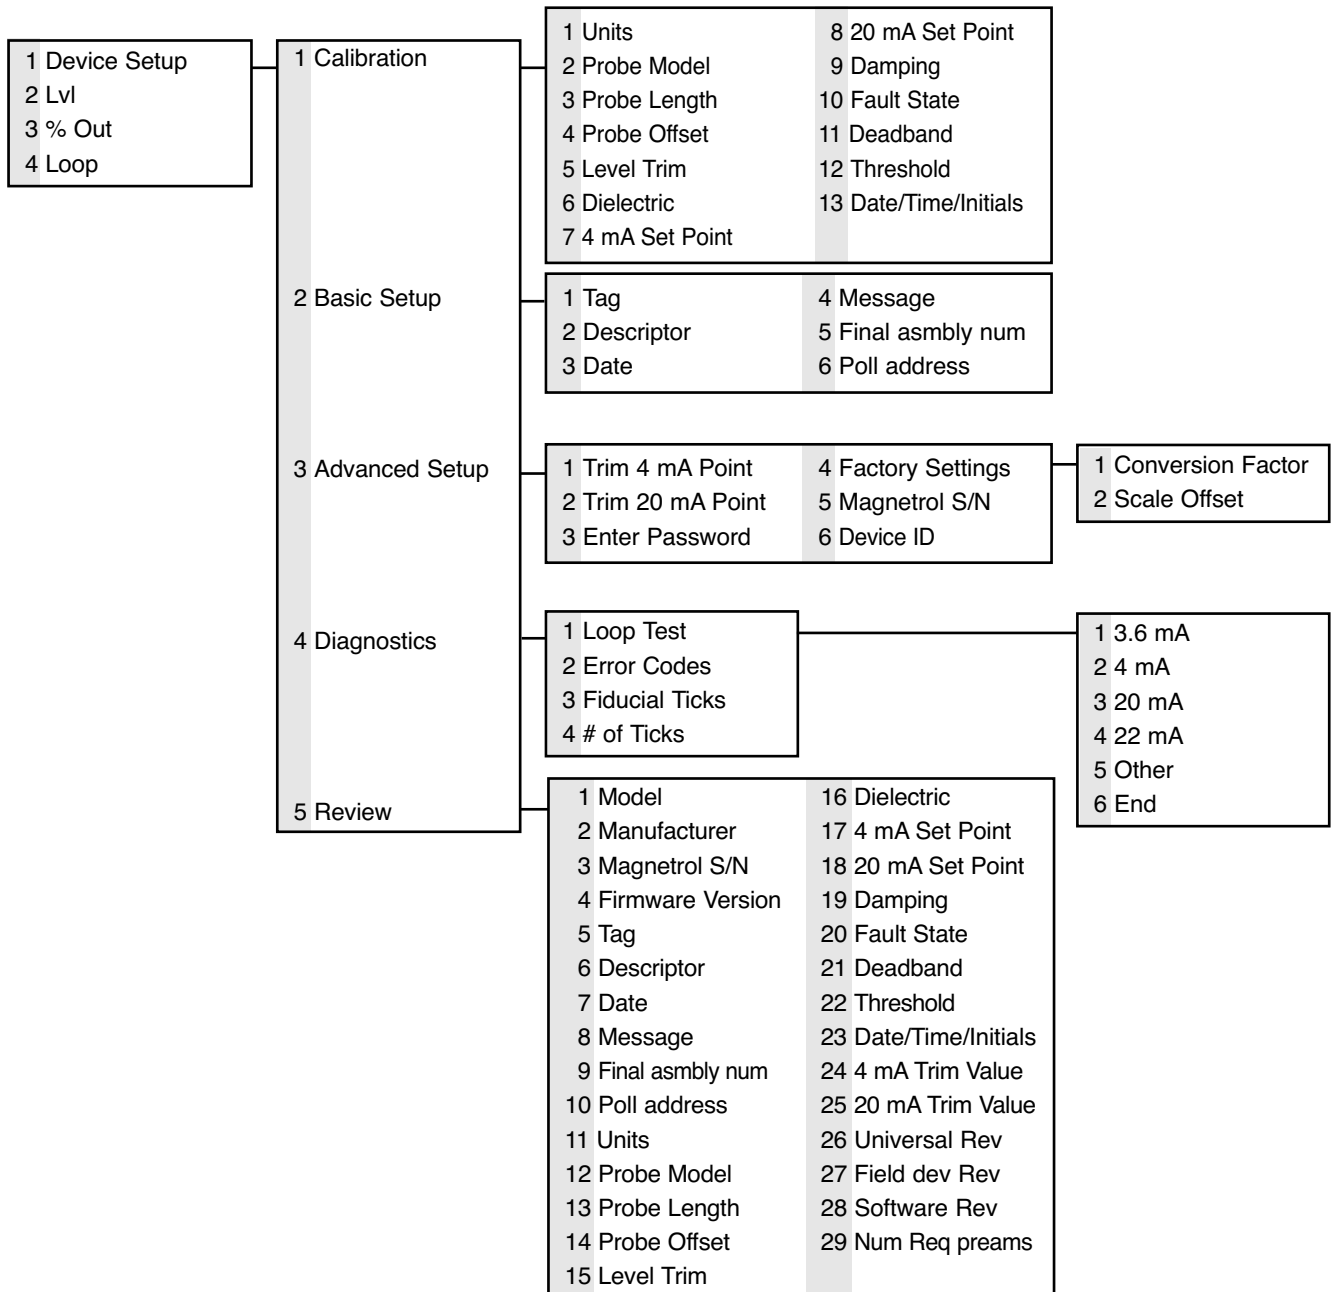 1 Device Setup
2 Lvl
3 % Out
4 Loop
1 Calibration
2 Basic Setup
3 Advanced Setup
4 Diagnostics
5 Review
1 Units
2 Probe Model
3 Probe Length
4 Probe Offset
5 Level Trim
6 Dielectric
7 4 mA Set Point
8 20 mA Set Point
9 Damping
10 Fault State
11 Deadband
12 Threshold
13 Date/Time/Initials
1 Tag
2 Descriptor
3 Date
4 Message
5 Final asmbly num
6 Poll address
1 Trim 4 mA Point
2 Trim 20 mA Point
3 Enter Password
4 Factory Settings
5 Magnetrol S/N
6 Device ID
1 Conversion Factor
2 Scale Offset
1 Loop Test
2 Error Codes
3 Fiducial Ticks
4 # of Ticks
1 3.6 mA
2 4 mA
3 20 mA
4 22 mA
5 Other
6 End
1 Model
2 Manufacturer
3 Magnetrol S/N
4 Firmware Version
5 Tag
6 Descriptor
7 Date
8 Message
9 Final asmbly num
10 Poll address
11 Units
12 Probe Model
13 Probe Length
14 Probe Offset
15 Level Trim
16 Dielectric
17 4 mA Set Point
18 20 mA Set Point
19 Damping
20 Fault State
21 Deadband
22 Threshold
23 Date/Time/Initials
24 4 mA Trim Value
25 20 mA Trim Value
26 Universal Rev
27 Field dev Rev
28 Software Rev
29 Num Req preams